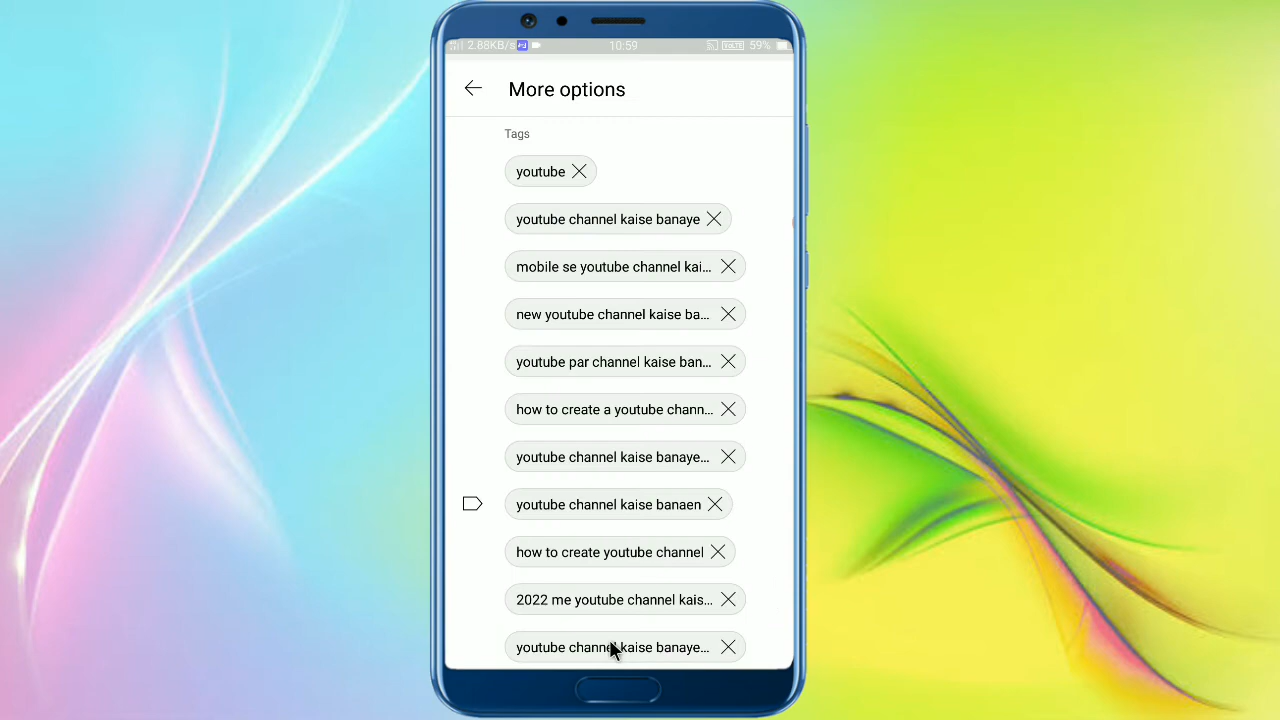 2.88KB/s 10:59 VoLTE 59%
More options
Tags
youtube
youtube channel kaise banaye
mobile se youtube channel kai...
new youtube channel kaise ba...
youtube par channel kaise ban...
how to create a youtube chann...
youtube channel kaise banaye...
youtube channel kaise banaen
how to create youtube channel
2022 me youtube channel kais...
youtube channel kaise banaye...